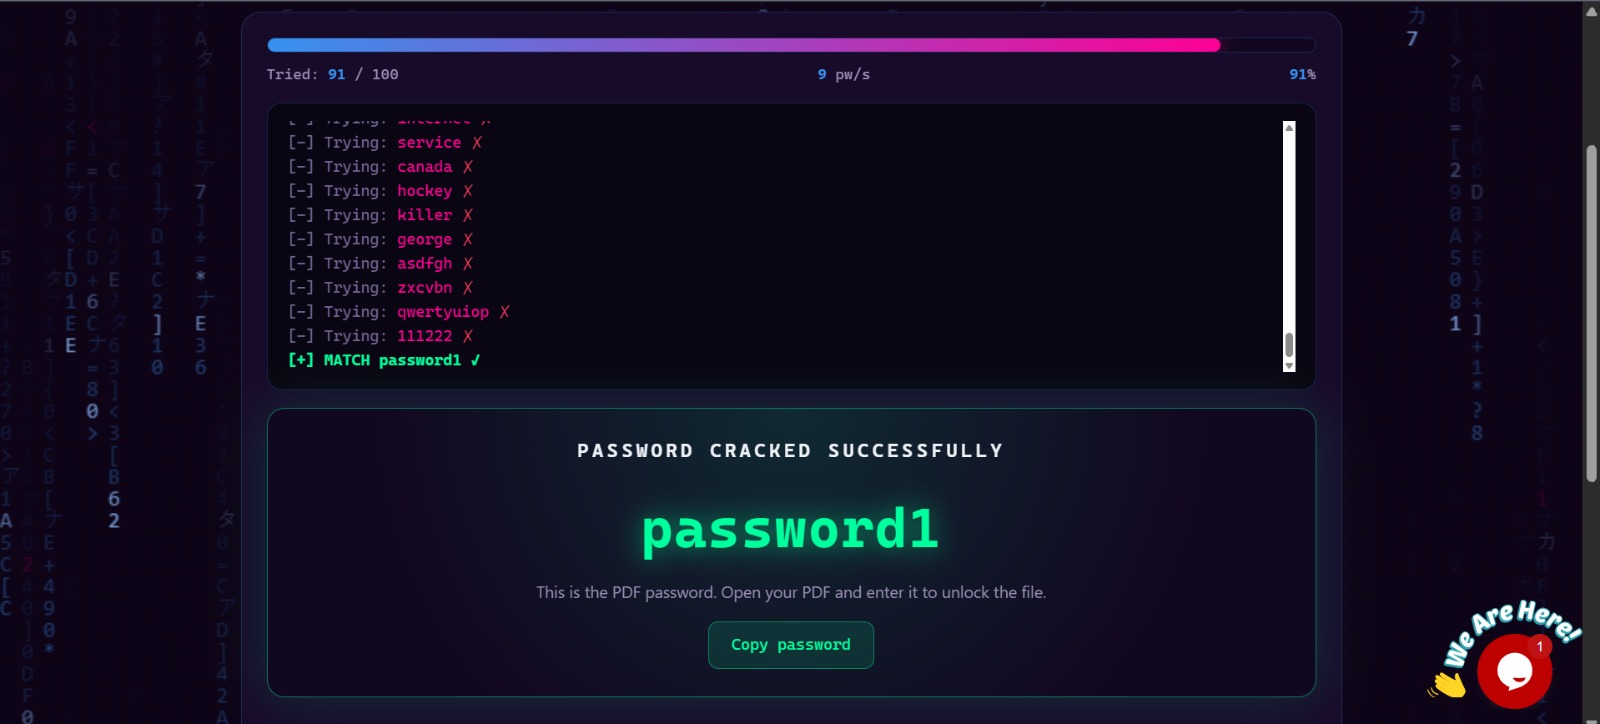 Tried: 91 / 100
9 pw/s
91%
[-] Trying: internet ✗
[-] Trying: service ✗
[-] Trying: canada ✗
[-] Trying: hockey ✗
[-] Trying: killer ✗
[-] Trying: george ✗
[-] Trying: asdfgh ✗
[-] Trying: zxcvbn ✗
[-] Trying: qwertyuiop ✗
[-] Trying: 111222 ✗
[+] MATCH password1 ✓
PASSWORD CRACKED SUCCESSFULLY
password1
This is the PDF password. Open your PDF and enter it to unlock the file.
Copy password
We Are Here!
1